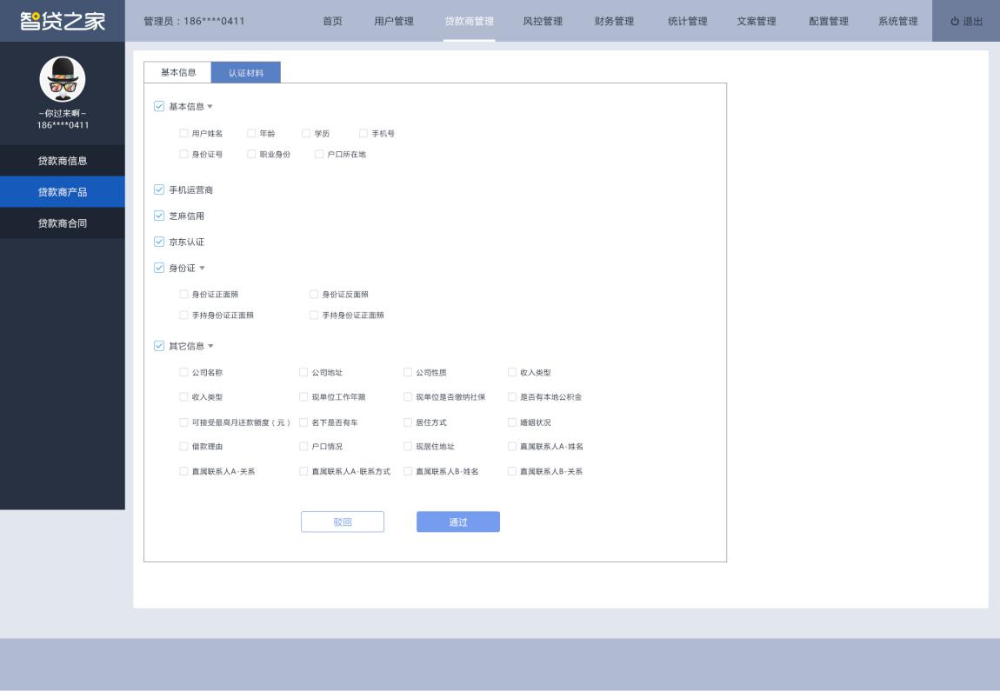 智贷之家
管理员：186****0411 首页 用户管理 贷款商管理 风控管理 财务管理 统计管理 文案管理 配置管理 系统管理 退出
~你过来啊~
186****0411
贷款商信息
贷款商产品
贷款商合同
基本信息 认证材料
基本信息
用户姓名 年龄 学历 手机号
身份证号 职业身份 户口所在地
手机运营商
芝麻信用
京东认证
身份证
身份证正面照 身份证反面照
手持身份证正面照 手持身份证正面照
其它信息
公司名称 公司地址 公司性质 收入类型
收入类型 现单位工作年限 现单位是否缴纳社保 是否有本地公积金
可接受最高月还款额度（元） 名下是否有车 居住方式 婚姻状况
借款理由 户口情况 现居住地址 直属联系人A-姓名
直属联系人A-关系 直属联系人A-联系方式 直属联系人B-姓名 直属联系人B-关系
驳回 通过